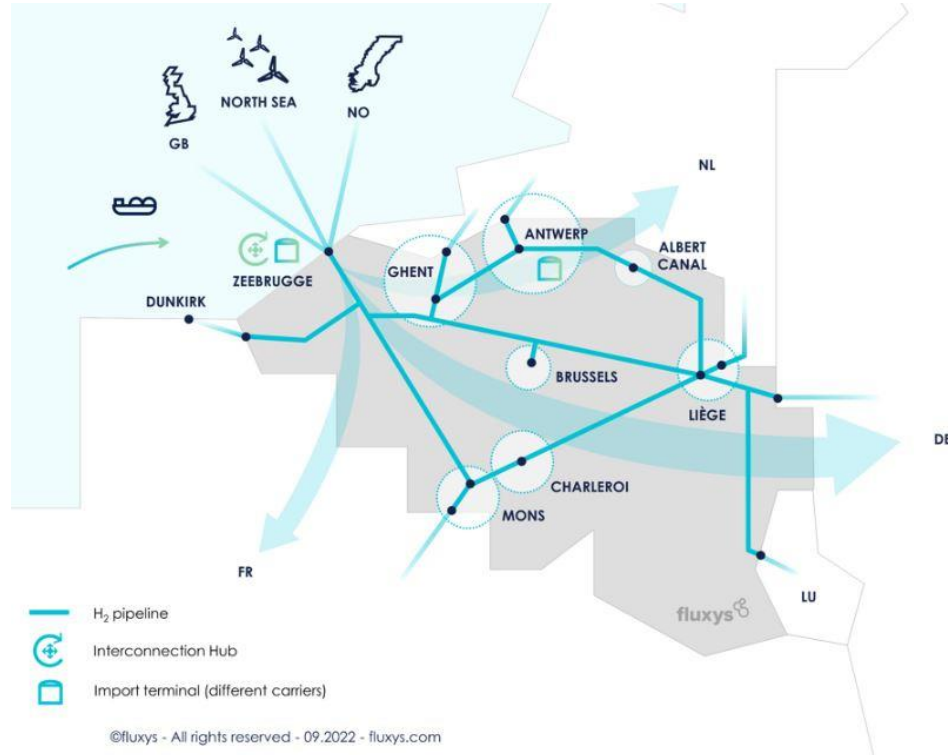 NORTH SEA
NO
GB
NL
ANTWERP
ALBERT
CANAL
GHENT
ZEEBRUGGE
DUNKIRK
BRUSSELS
LIÈGE
DE
CHARLEROI
MONS
FR
LU
fluxys
H₂ pipeline
Interconnection Hub
Import terminal (different carriers)
©fluxys - All rights reserved - 09.2022 - fluxys.com